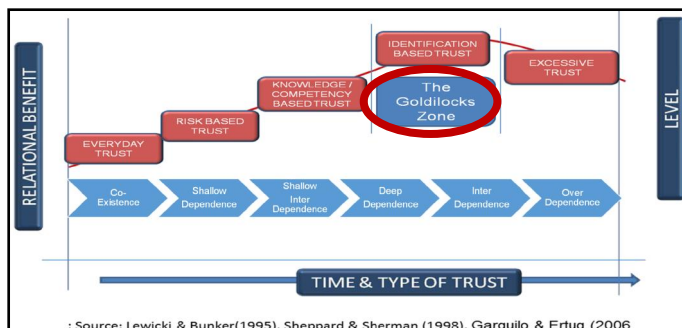 RELATIONAL BENEFIT
LEVEL
IDENTIFICATION
BASED TRUST
EXCESSIVE
TRUST
KNOWLEDGE /
COMPETENCY
BASED TRUST
The
Goldilocks
Zone
RISK BASED
TRUST
EVERYDAY
TRUST
Co-
Existence
Shallow
Dependence
Shallow
Inter
Dependence
Deep
Dependence
Inter
Dependence
Over
Dependence
TIME & TYPE OF TRUST
: Source: Lewicki & Bunker(1995), Sheppard & Sherman (1998), Garguilo & Ertug (2006